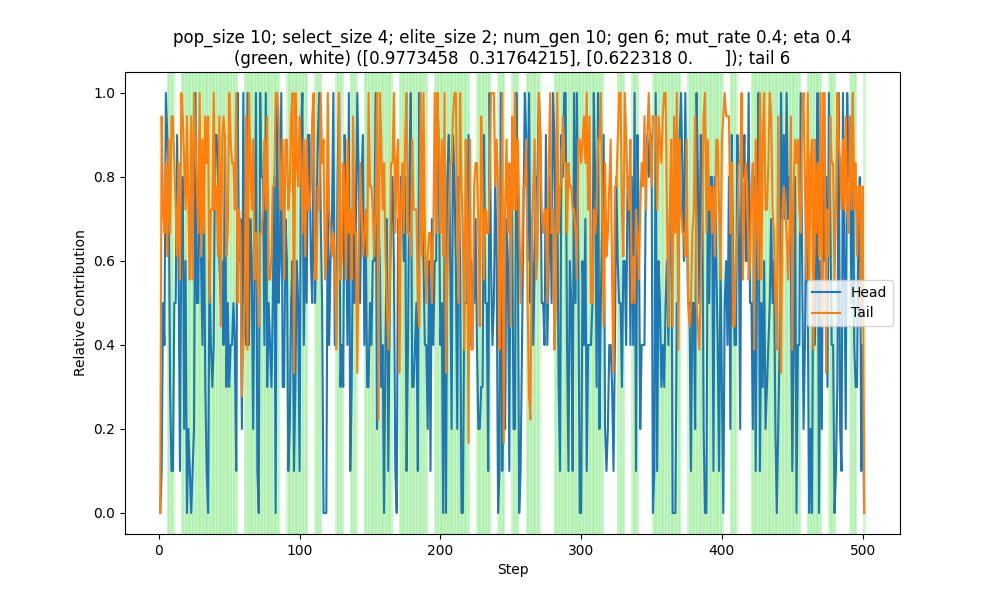 pop_size 10; select_size 4; elite_size 2; num_gen 10; gen 6; mut_rate 0.4; eta 0.4
(green, white) ([0.9773458  0.31764215], [0.622318 0.      ]); tail 6
1.0
0.8
0.6
0.4
0.2
0.0
Relative Contribution
Head
Tail
0
100
200
300
400
500
Step